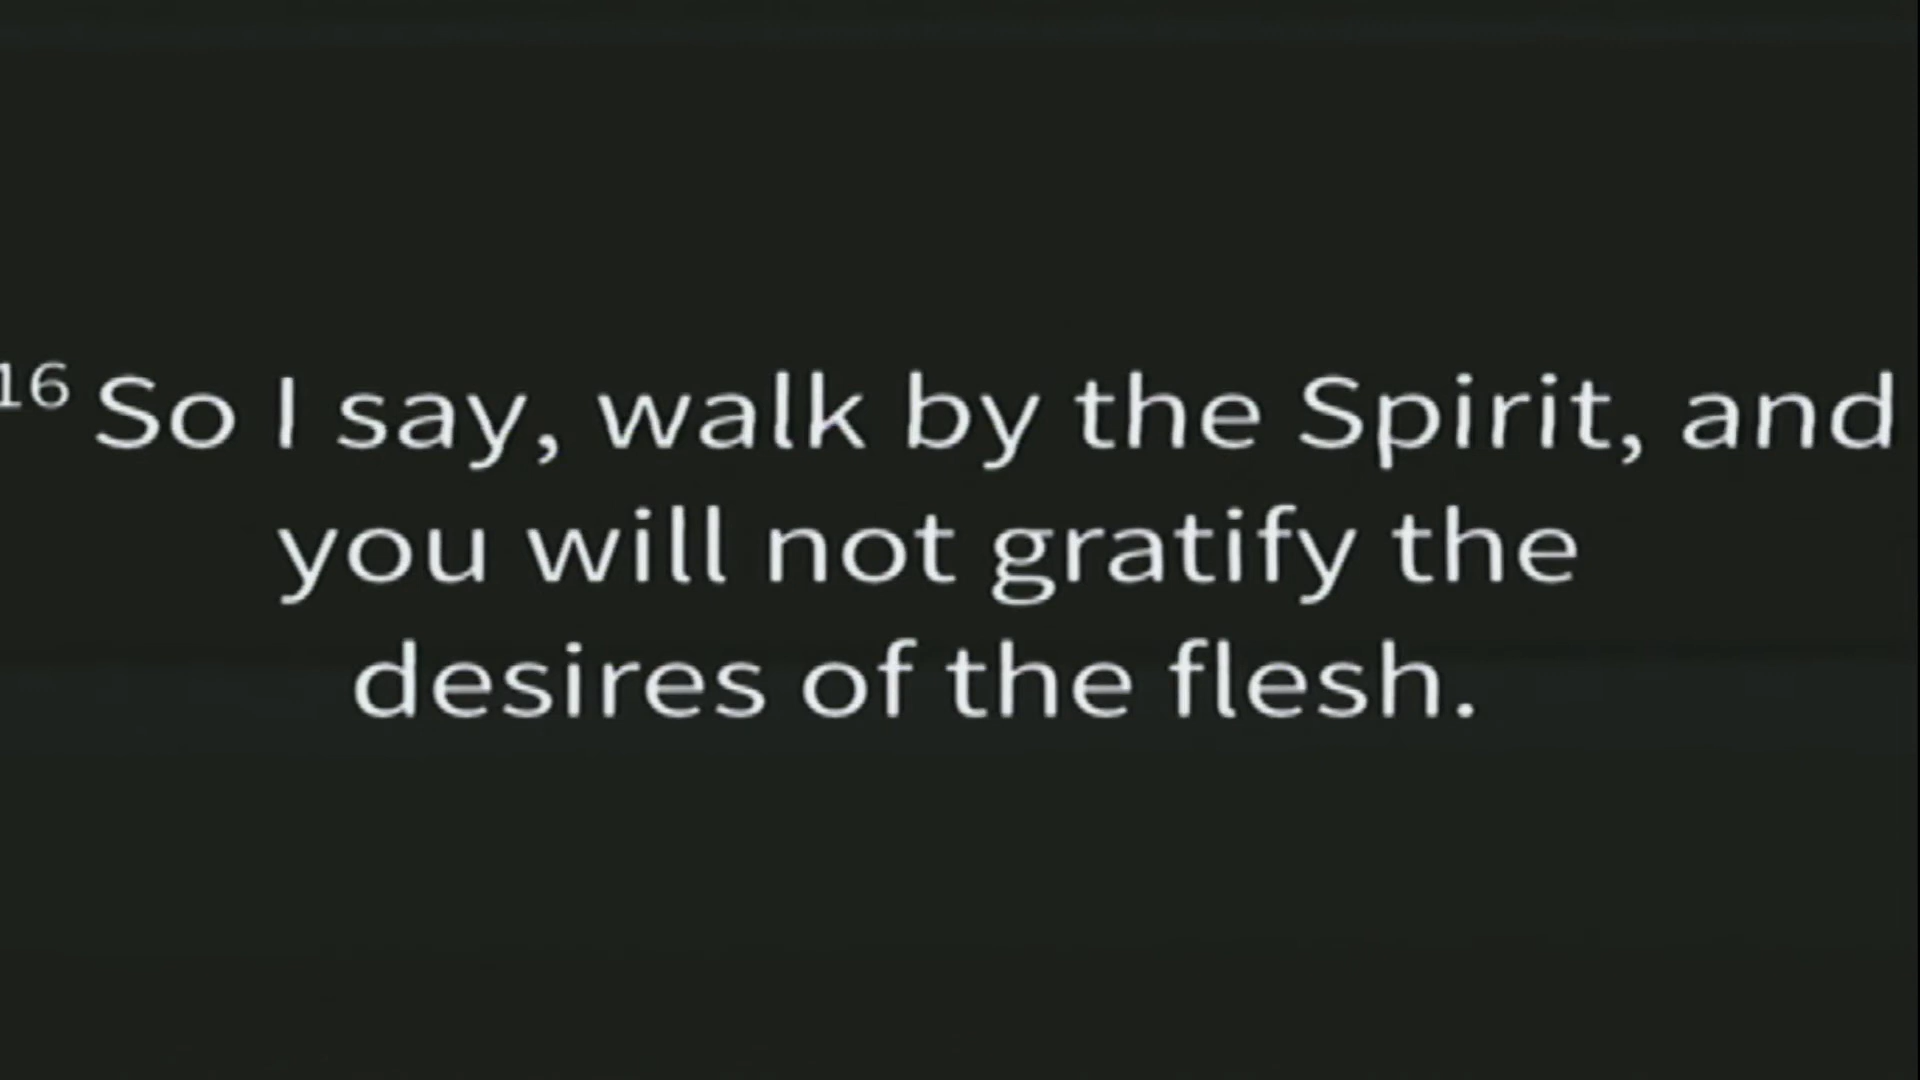 16 So I say, walk by the Spirit, and
you will not gratify the
desires of the flesh.